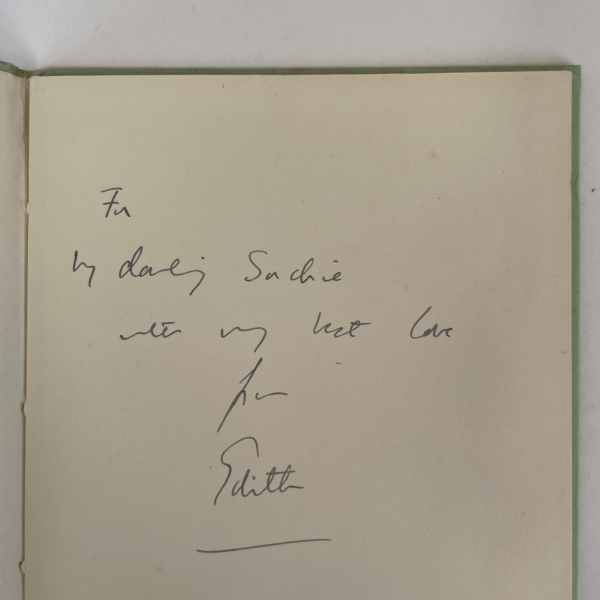 For
my darling Sachie
with my best love
from
Edith